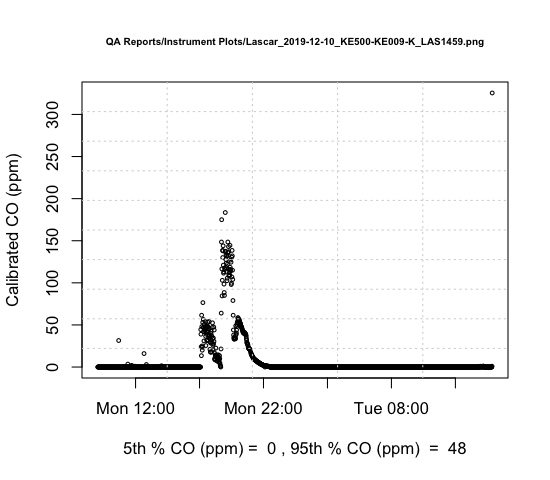 QA Reports/Instrument Plots/Lascar_2019-12-10_KE500-KE009-K_LAS1459.png
Calibrated CO (ppm)
300
250
200
150
100
50
0
Mon 12:00 Mon 22:00 Tue 08:00
5th % CO (ppm) = 0 , 95th % CO (ppm) = 48